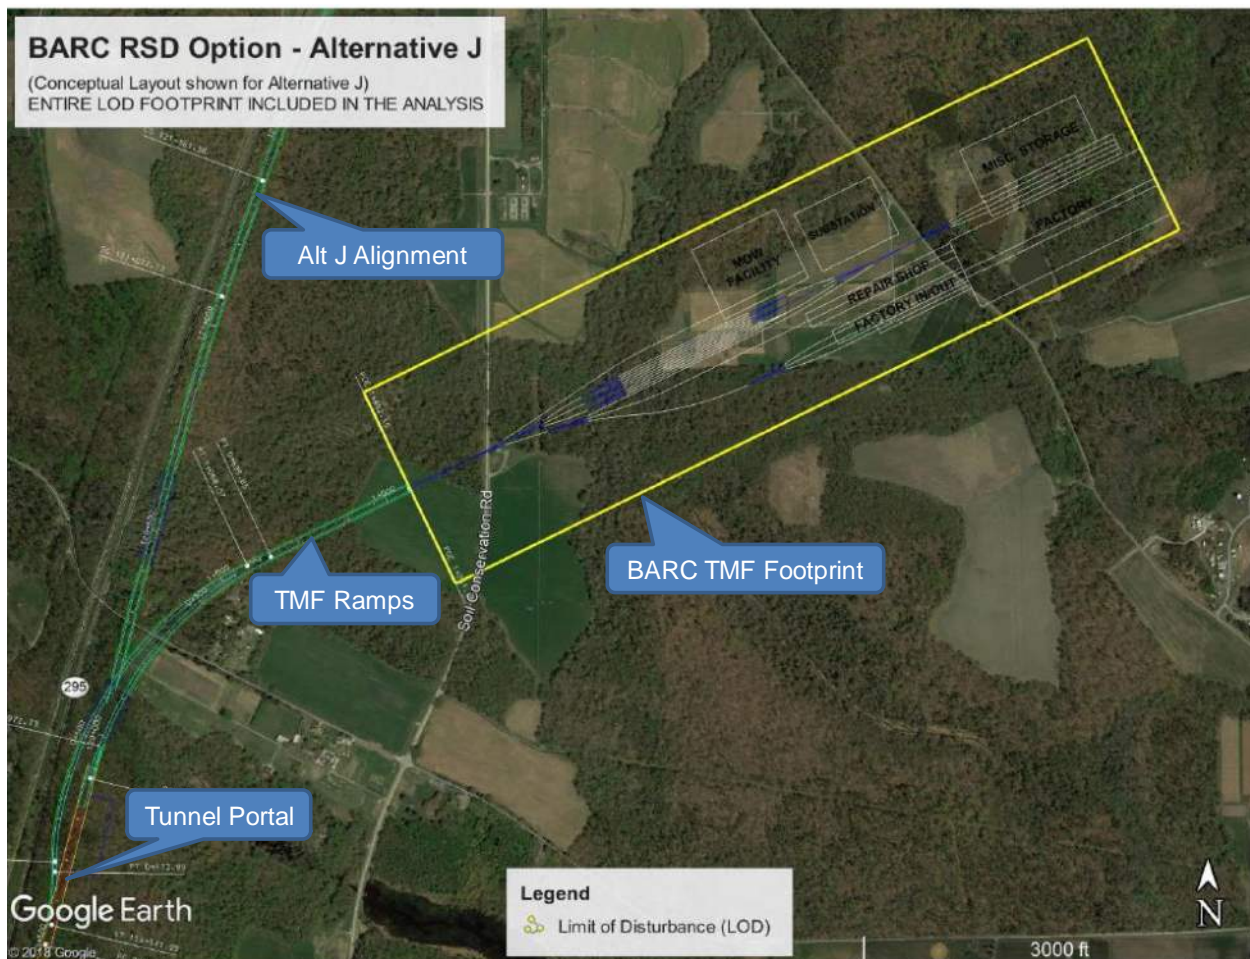 BARC RSD Option - Alternative J
(Conceptual Layout shown for Alternative J)
ENTIRE LOD FOOTPRINT INCLUDED IN THE ANALYSIS
Alt J Alignment
MISC. STORAGE
SUBSTATION
MOW
FACILITY
FACTORY
REPAIR SHOP
FACTORY IN/OUT
BARC TMF Footprint
TMF Ramps
Soil Conservation Rd
295
Tunnel Portal
Google Earth
© 2018 Google
Legend
Limit of Disturbance (LOD)
N
3000 ft